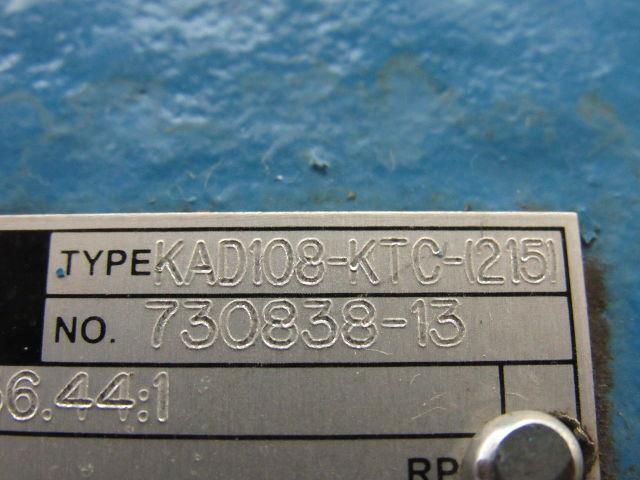 TYPE KAD108-KTC-(215)
NO. 730838-13
6.44:1
RP